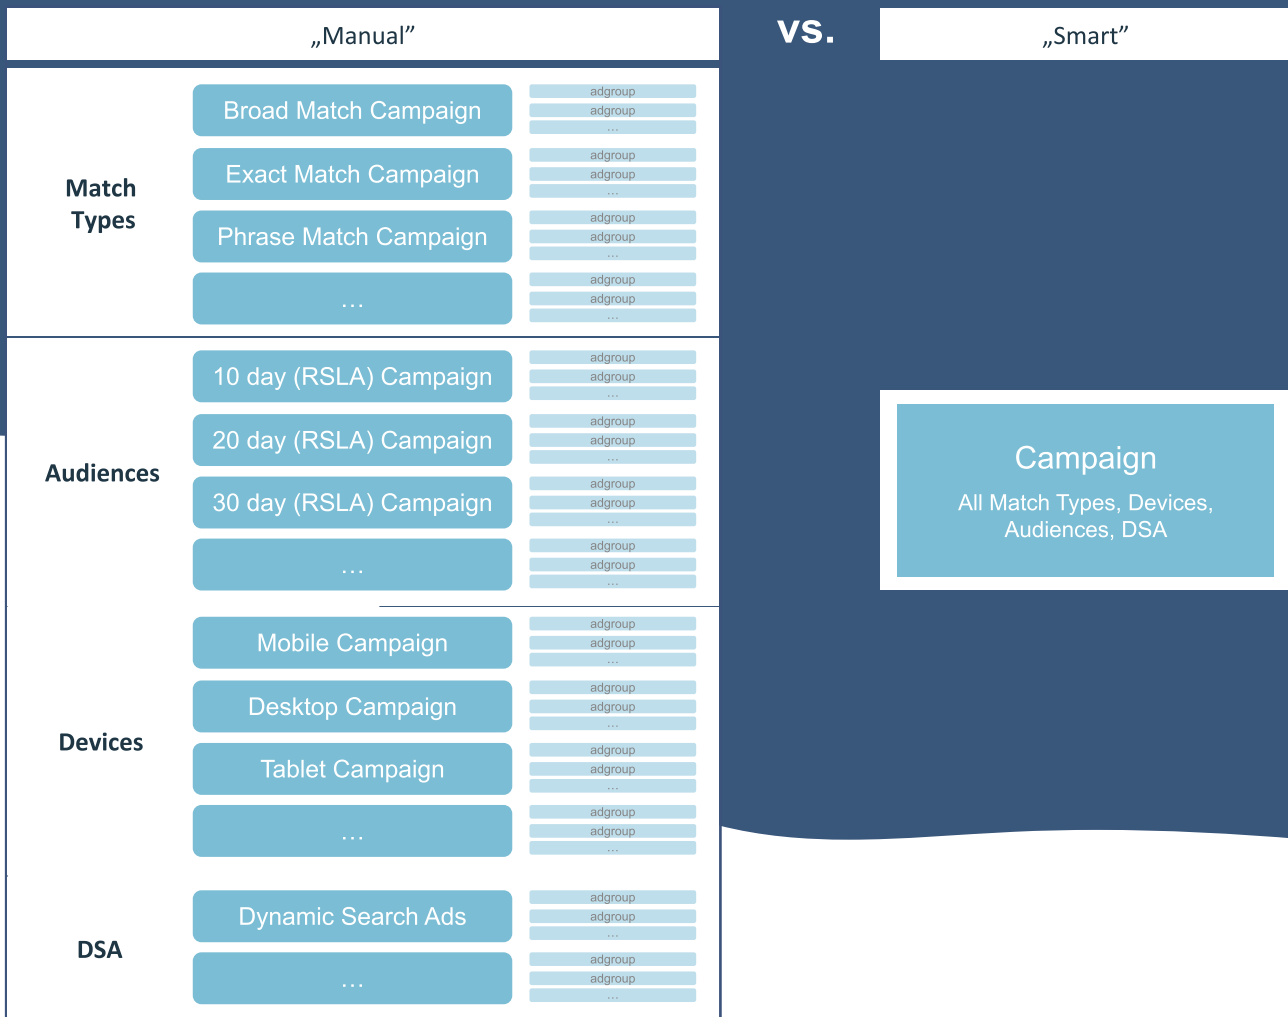 „Manual”
vs.
„Smart”
Match
Types
Broad Match Campaign
adgroup
adgroup
...
Exact Match Campaign
adgroup
adgroup
...
Phrase Match Campaign
adgroup
adgroup
...
...
adgroup
adgroup
...
Audiences
10 day (RSLA) Campaign
adgroup
adgroup
...
20 day (RSLA) Campaign
adgroup
adgroup
...
30 day (RSLA) Campaign
adgroup
adgroup
...
...
adgroup
adgroup
...
Devices
Mobile Campaign
adgroup
adgroup
...
Desktop Campaign
adgroup
adgroup
...
Tablet Campaign
adgroup
adgroup
...
...
adgroup
adgroup
...
DSA
Dynamic Search Ads
adgroup
adgroup
...
...
adgroup
adgroup
...
Campaign
All Match Types, Devices,
Audiences, DSA